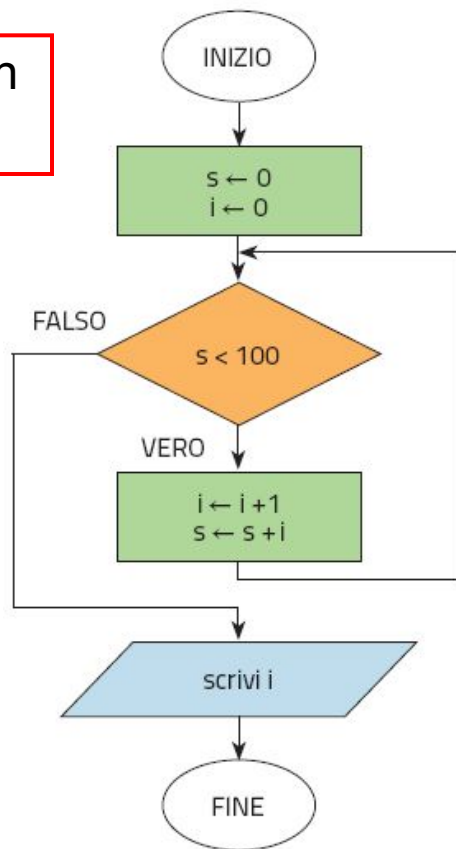 n
INIZIO
s ← 0
i ← 0
FALSO
s < 100
VERO
i ← i +1
s ← s + i
scrivi i
FINE